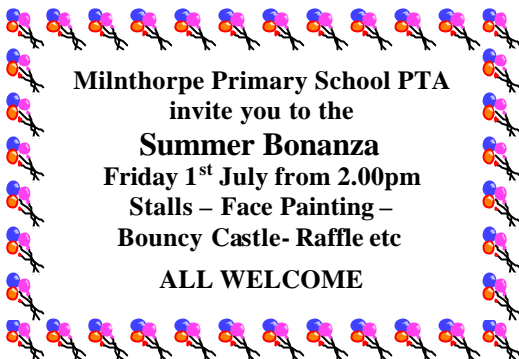 Milnthorpe Primary School PTA
invite you to the
Summer Bonanza
Friday 1st July from 2.00pm
Stalls – Face Painting –
Bouncy Castle- Raffle etc
ALL WELCOME